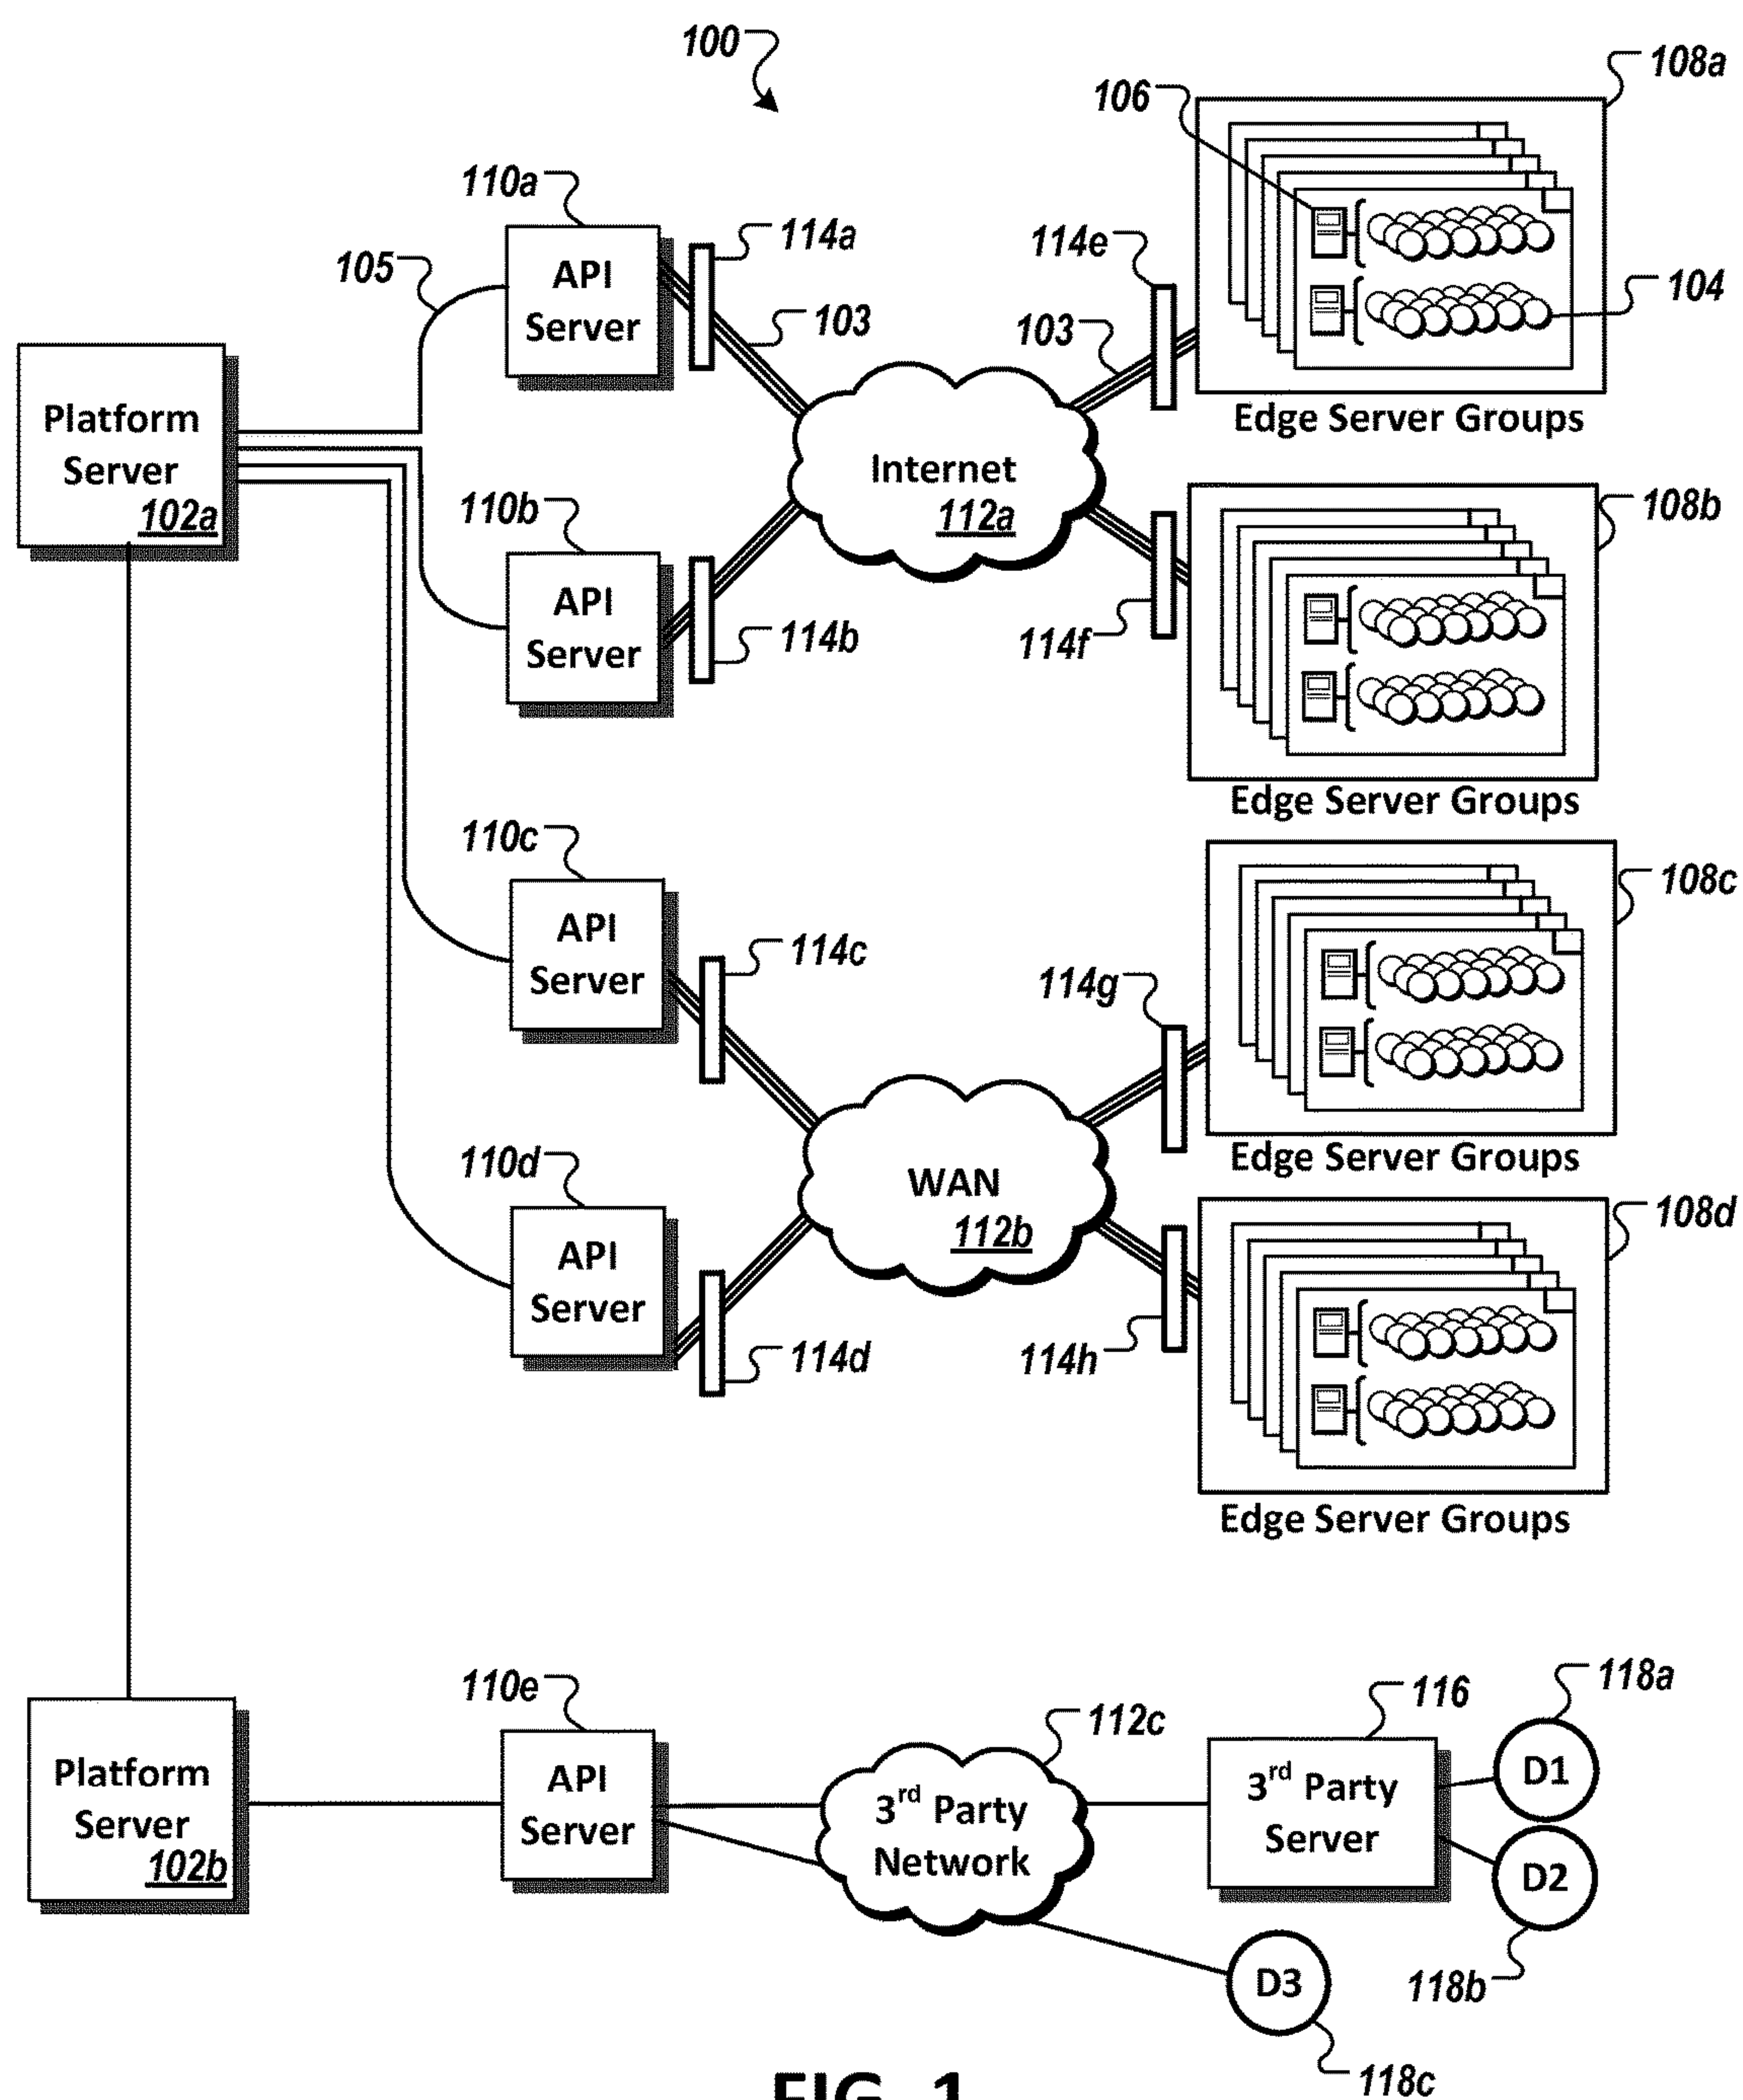 100
108a
106
110a
114a
114e
105
API
Server
103
103
104
Platform
Server
102a
Edge Server Groups
Internet
112a
110b
108b
API
Server
114b
114f
Edge Server Groups
110c
108c
API
Server
114c
114g
110d
WAN
112b
Edge Server Groups
108d
API
Server
114d
114h
Edge Server Groups
110e
112c
116
118a
Platform
Server
102b
API
Server
3rd Party
Network
3rd Party
Server
D1
D2
D3
118b
118c
FIG. 1